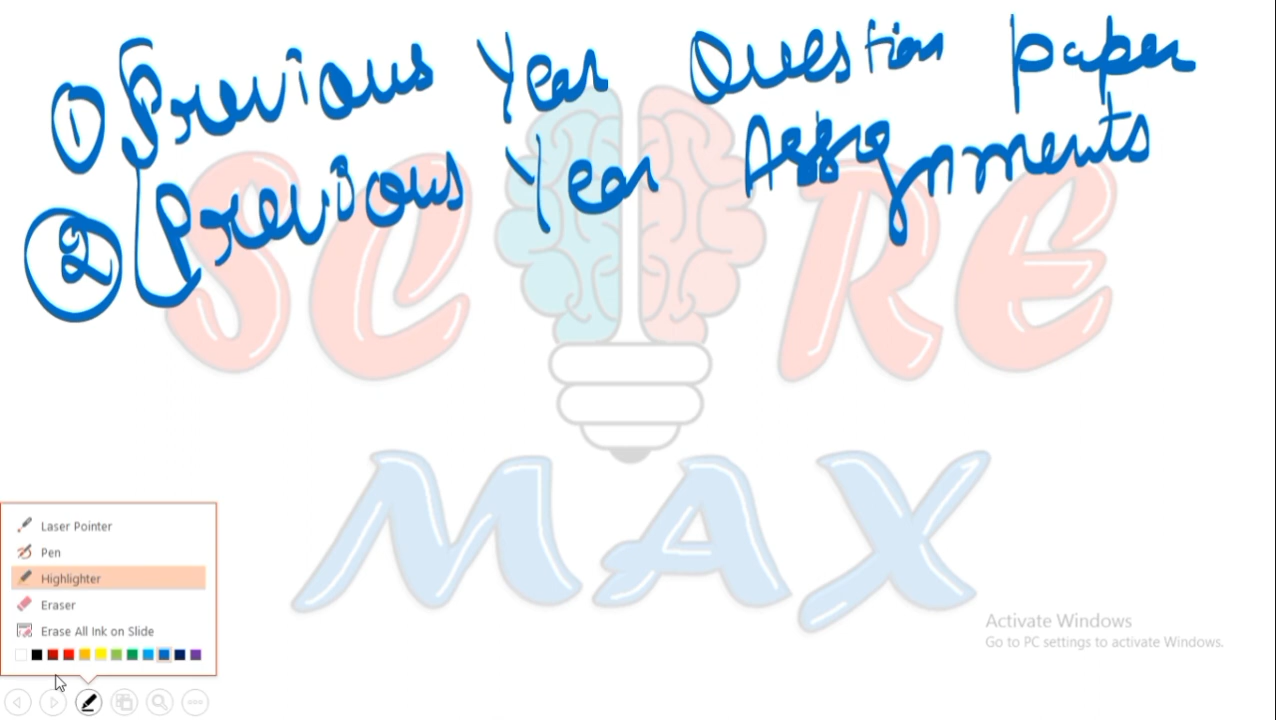 ① Previous Year Question paper
② Previous Year Assignments
SCORE
MAX
Laser Pointer
Pen
Highlighter
Eraser
Erase All Ink on Slide
Activate Windows
Go to PC settings to activate Windows.